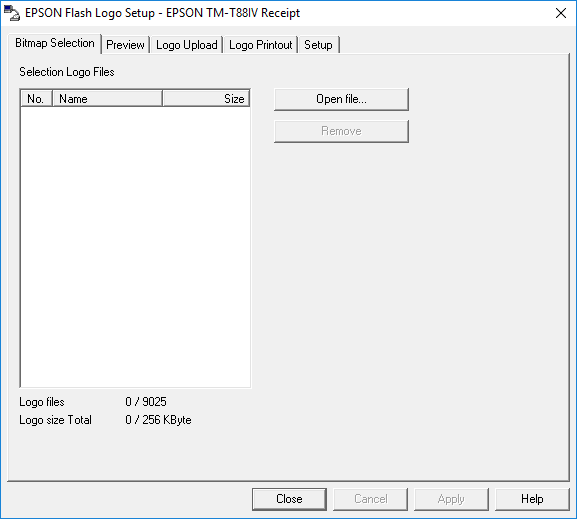 EPSON Flash Logo Setup - EPSON TM-T88IV Receipt
Bitmap Selection Preview Logo Upload Logo Printout Setup
Selection Logo Files
No. Name Size Open file...
Remove
Logo files 0 / 9025
Logo size Total 0 / 256 KByte
Close Cancel Apply Help